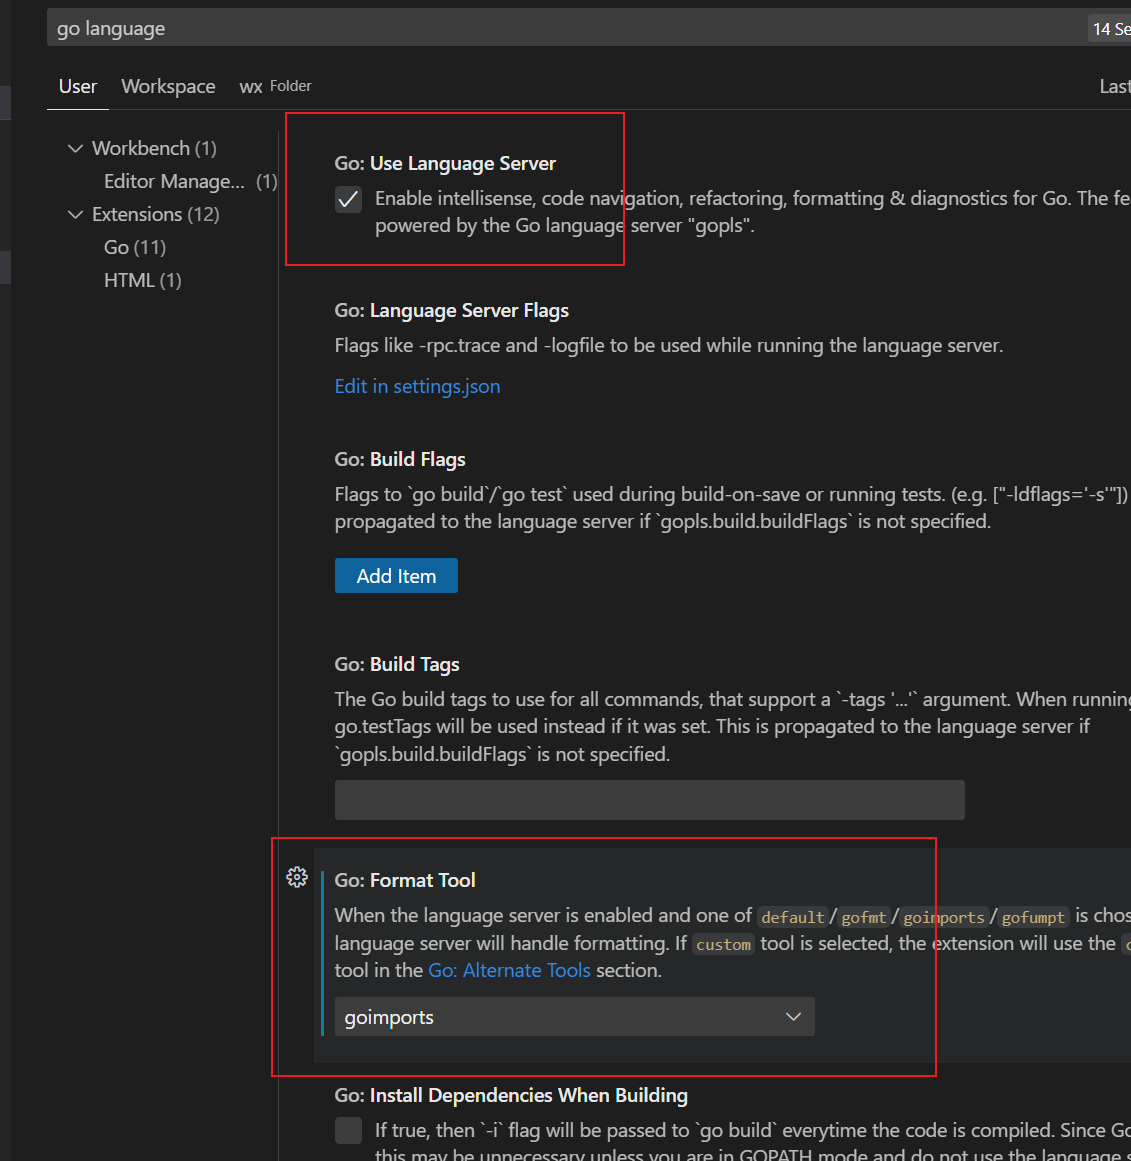 go language
14 Se
User Workspace wx Folder
Last
Workbench (1)
Editor Manage... (1)
Extensions (12)
Go (11)
HTML (1)
Go: Use Language Server
Enable intellisense, code navigation, refactoring, formatting & diagnostics for Go. The fe
powered by the Go language server "gopls".
Go: Language Server Flags
Flags like -rpc.trace and -logfile to be used while running the language server.
Edit in settings.json
Go: Build Flags
Flags to `go build`/`go test` used during build-on-save or running tests. (e.g. ["-ldflags='-s'"])
propagated to the language server if `gopls.build.buildFlags` is not specified.
Add Item
Go: Build Tags
The Go build tags to use for all commands, that support a `-tags '...'` argument. When running
go.testTags will be used instead if it was set. This is propagated to the language server if
`gopls.build.buildFlags` is not specified.
Go: Format Tool
When the language server is enabled and one of default/gofmt/goimports/gofumpt is chos
language server will handle formatting. If custom tool is selected, the extension will use the c
tool in the Go: Alternate Tools section.
goimports
Go: Install Dependencies When Building
If true, then `-i` flag will be passed to `go build` everytime the code is compiled. Since Go
this may be unnecessary unless you are in GOPATH mode and do not use the language s